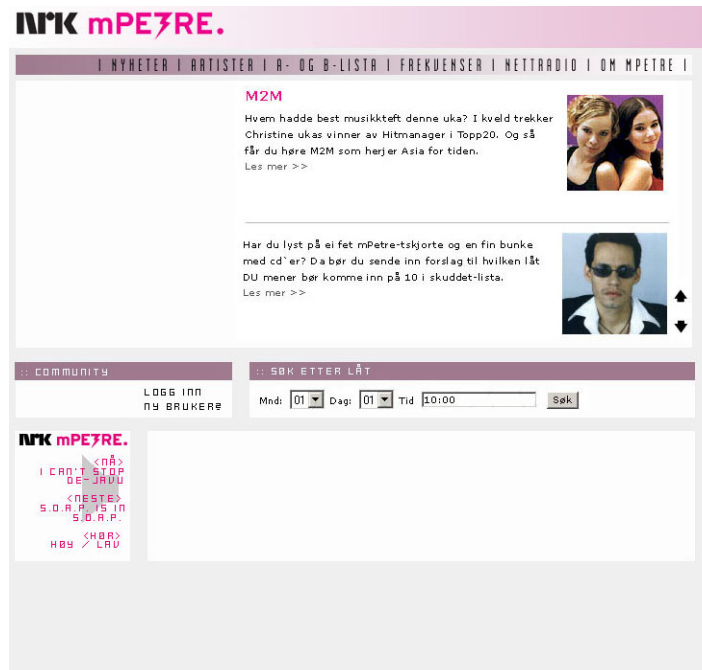 NrK mPE3RE.
| NYHETER | ARTISTER | A- OG B-LISTA | FREKVENSER | NETTRADIO | OM MPETRE |
M2M
Hvem hadde best musikkteft denne uka? I kveld trekker
Christine ukas vinner av Hitmanager i Topp20. Og så
får du høre M2M som herjer Asia for tiden.
Les mer >>
Har du lyst på ei fet mPetre-tskjorte og en fin bunke
med cd`er? Da bør du sende inn forslag til hvilken låt
DU mener bør komme inn på 10 i skuddet-lista.
Les mer >>
:: COMMUNITY
LOGG INN
NY BRUKER?
:: SØK ETTER LÅT
Mnd: 01 Dag: 01 Tid 10:00 Søk
NrK mPE3RE.
<NÅ>
I CAN'T STOP
DE-JAVU
<NESTE>
S.O.A.P. IS IN
S.O.A.P.
<HØR>
HØY / LAV